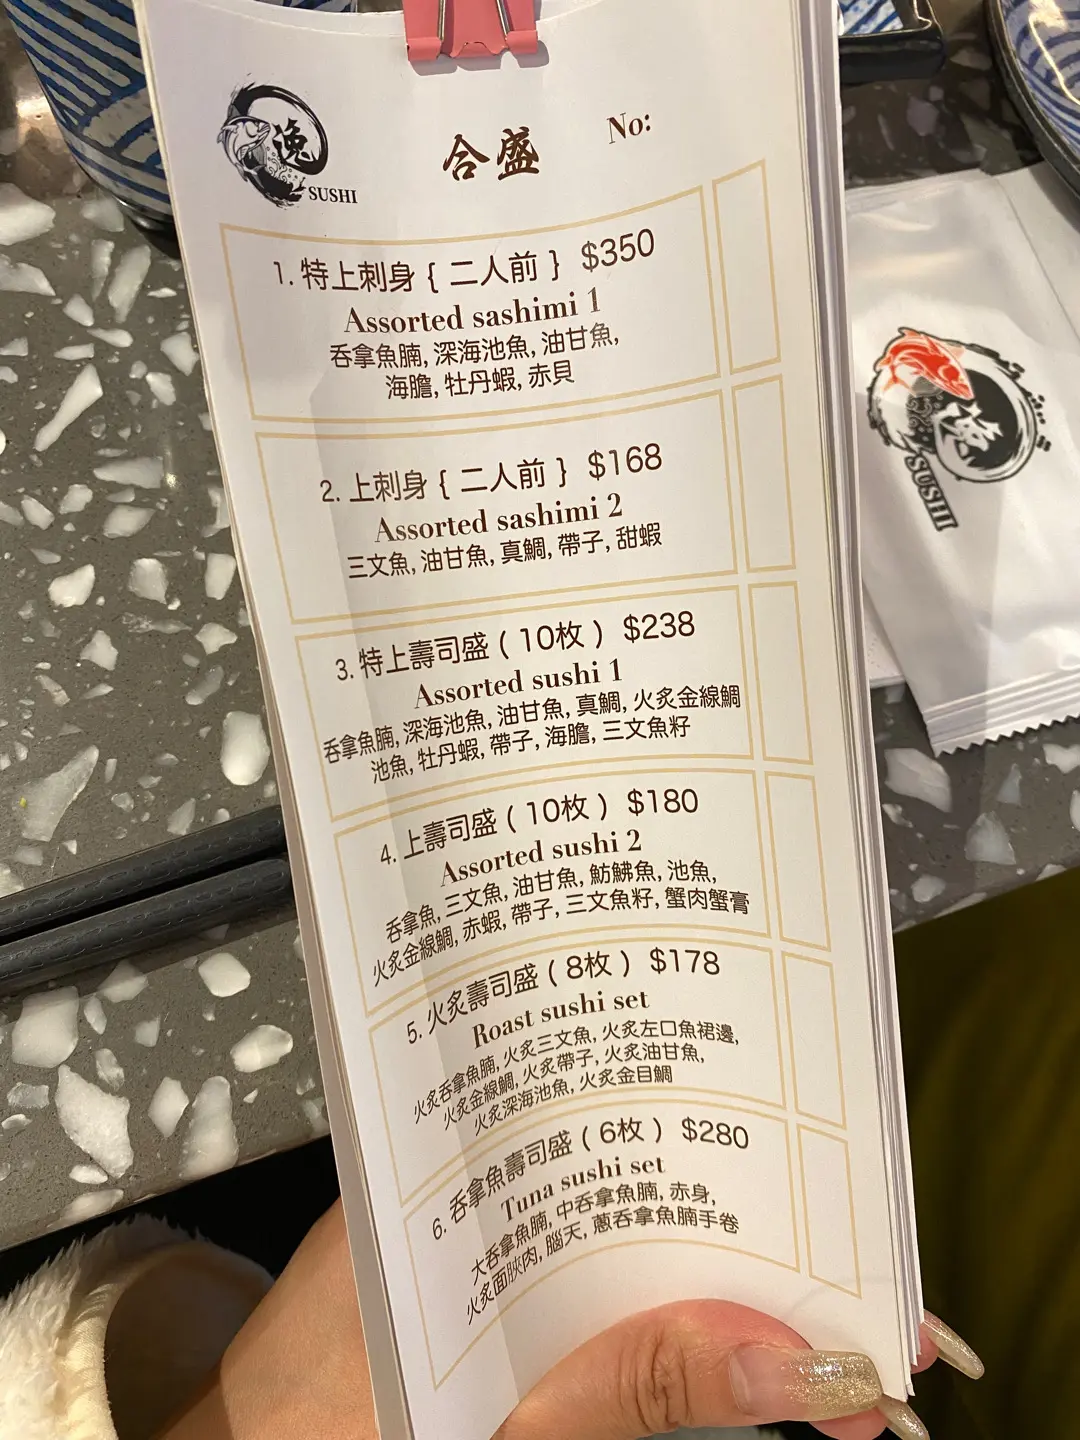 漁
SUSHI
合盛
No:
1. 特上刺身 { 二人前 } $350
Assorted sashimi 1
吞拿魚腩, 深海池魚, 油甘魚,
海膽, 牡丹蝦, 赤貝
2. 上刺身 { 二人前 } $168
Assorted sashimi 2
三文魚, 油甘魚, 真鯛, 帶子, 甜蝦
3. 特上壽司盛 ( 10枚 ) $238
Assorted sushi 1
吞拿魚腩, 深海池魚, 油甘魚, 真鯛, 火炙金線鯛
池魚, 牡丹蝦, 帶子, 海膽, 三文魚籽
4. 上壽司盛 ( 10枚 ) $180
Assorted sushi 2
吞拿魚, 三文魚, 油甘魚, 魴鮄魚, 池魚,
火炙金線鯛, 赤蝦, 帶子, 三文魚籽, 蟹肉蟹膏
5. 火炙壽司盛 ( 8枚 ) $178
Roast sushi set
火炙吞拿魚腩, 火炙三文魚, 火炙左口魚裙邊,
火炙金線鯛, 火炙帶子, 火炙油甘魚,
火炙深海池魚, 火炙金目鯛
6. 吞拿魚壽司盛 ( 6枚 ) $280
Tuna sushi set
大吞拿魚腩, 中吞拿魚腩, 赤身,
火炙面脥肉, 腦天, 蔥吞拿魚腩手卷
SUSHI